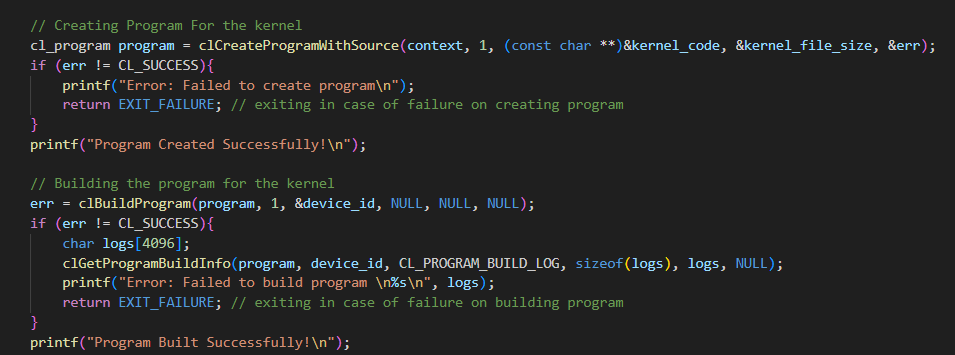 // Creating Program For the kernel
cl_program program = clCreateProgramWithSource(context, 1, (const char **)&kernel_code, &kernel_file_size, &err);
if (err != CL_SUCCESS){
    printf("Error: Failed to create program\n");
    return EXIT_FAILURE; // exiting in case of failure on creating program
}
printf("Program Created Successfully!\n");

// Building the program for the kernel
err = clBuildProgram(program, 1, &device_id, NULL, NULL, NULL);
if (err != CL_SUCCESS){
    char logs[4096];
    clGetProgramBuildInfo(program, device_id, CL_PROGRAM_BUILD_LOG, sizeof(logs), logs, NULL);
    printf("Error: Failed to build program \n%s\n", logs);
    return EXIT_FAILURE; // exiting in case of failure on building program
}
printf("Program Built Successfully!\n");